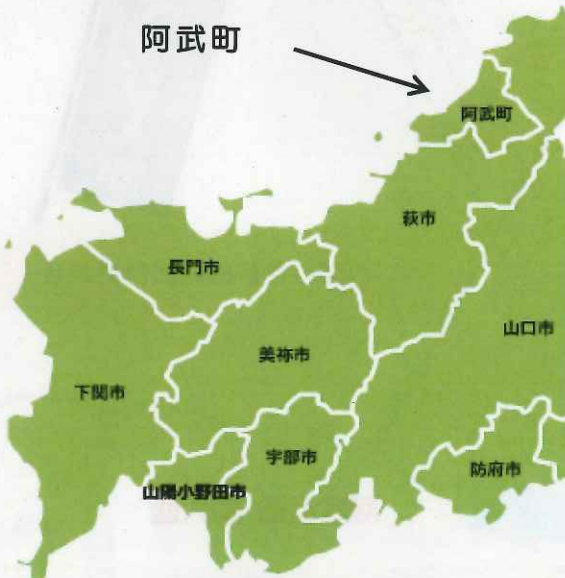 阿武町
阿武町
萩市
長門市
山口市
美祢市
下関市
宇部市
防府市
山陽小野田市